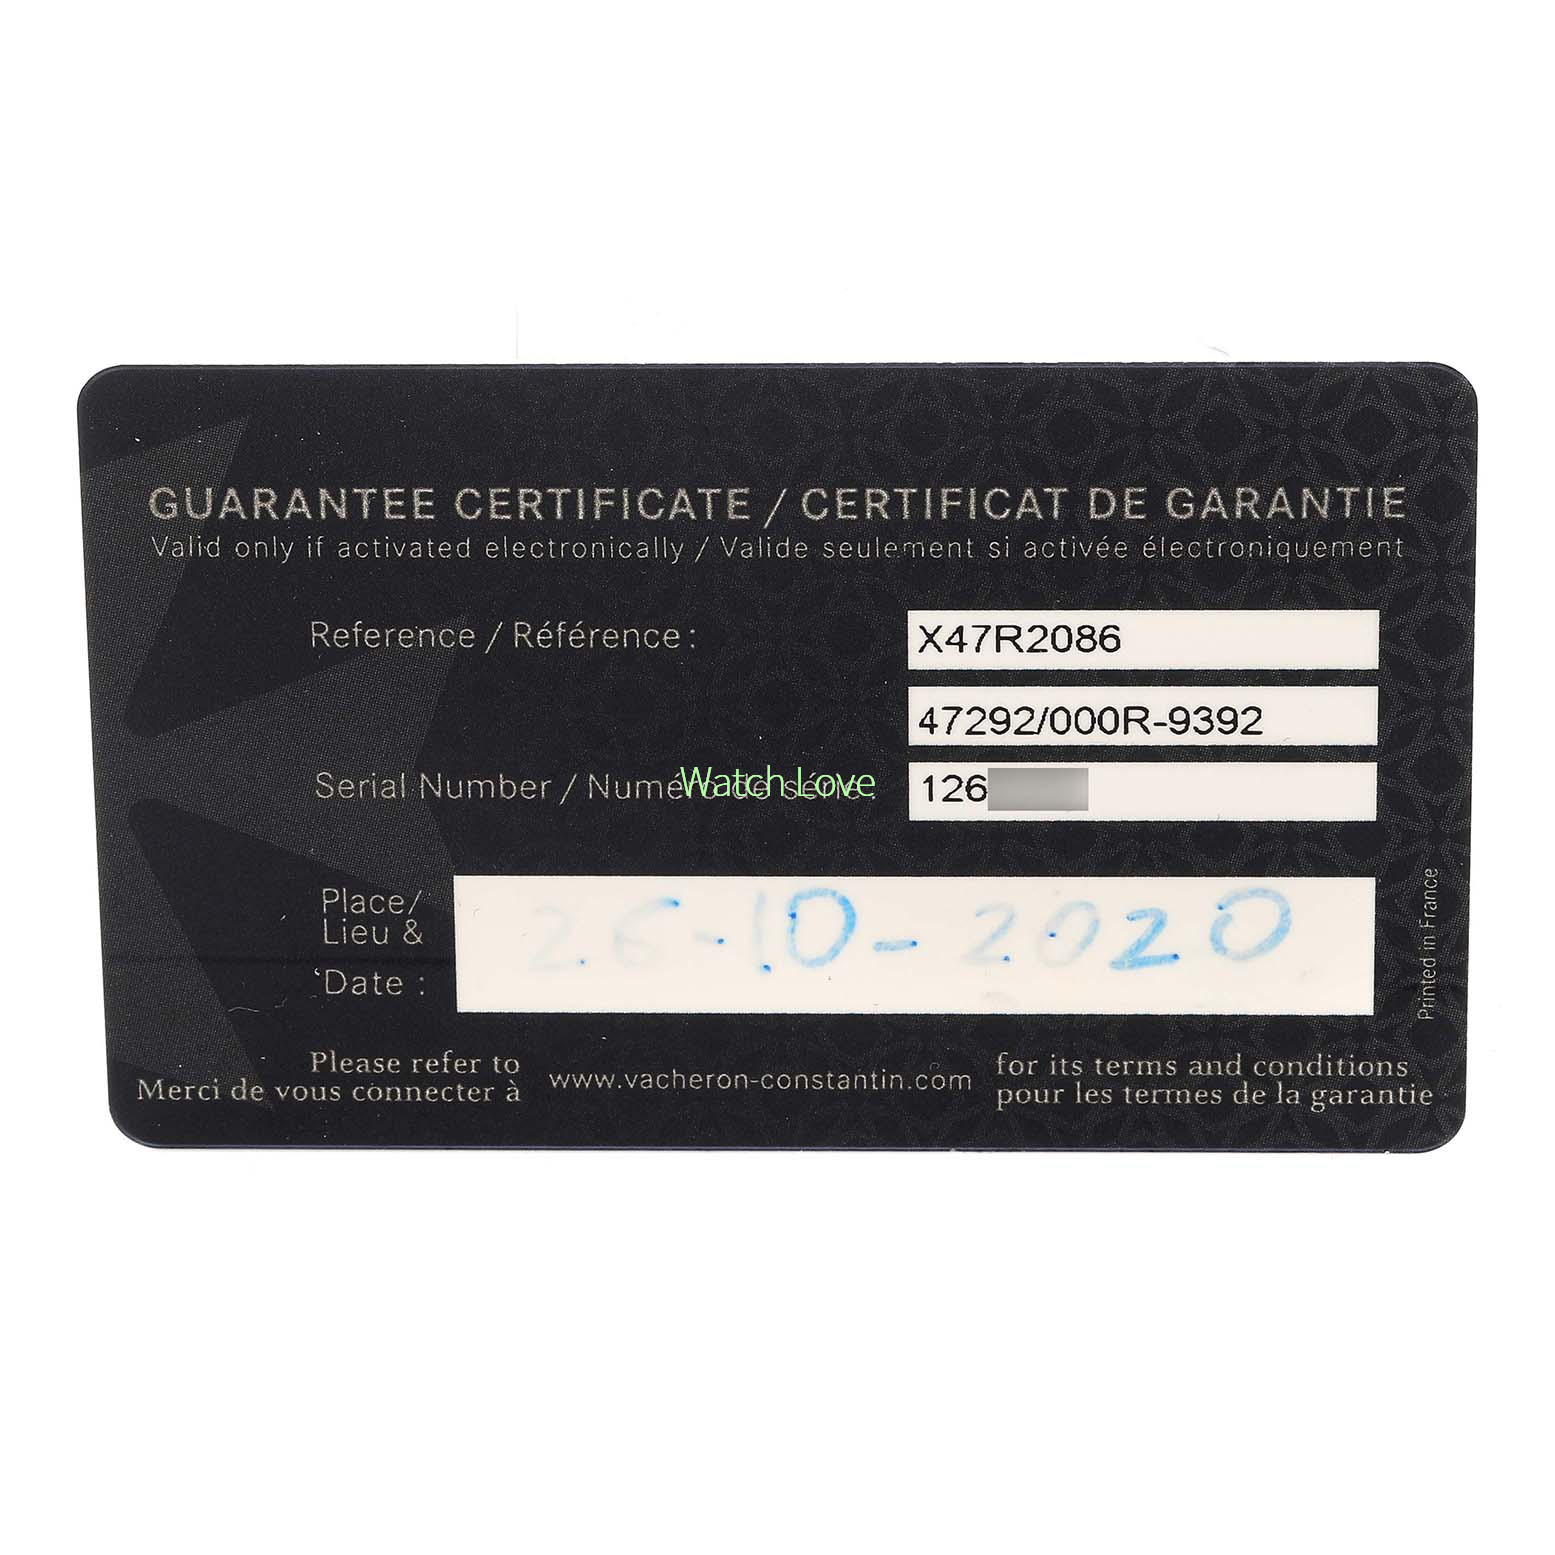 GUARANTEE CERTIFICATE / CERTIFICAT DE GARANTIE
Valid only if activated electronically / Valide seulement si activée électroniquement
Reference / Référence : X47R2086
47292/000R-9392
Serial Number / Numéro de série : 126
Watch Love
Place/
Lieu &
Date : 26-10-2020
Printed in France
Please refer to
Merci de vous connecter à
www.vacheron-constantin.com
for its terms and conditions
pour les termes de la garantie